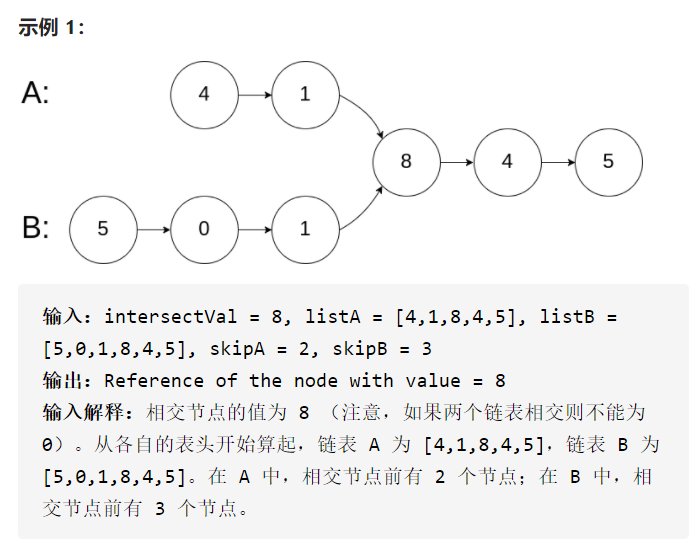 示例 1:
A:
4
1
8
4
5
B:
5
0
1
输入: intersectVal = 8, listA = [4,1,8,4,5], listB =
[5,0,1,8,4,5], skipA = 2, skipB = 3
输出: Reference of the node with value = 8
输入解释: 相交节点的值为 8 (注意，如果两个链表相交则不能为
0)。从各自的表头开始算起，链表 A 为 [4,1,8,4,5]，链表 B 为
[5,0,1,8,4,5]。在 A 中，相交节点前有 2 个节点；在 B 中，相
交节点前有 3 个节点。